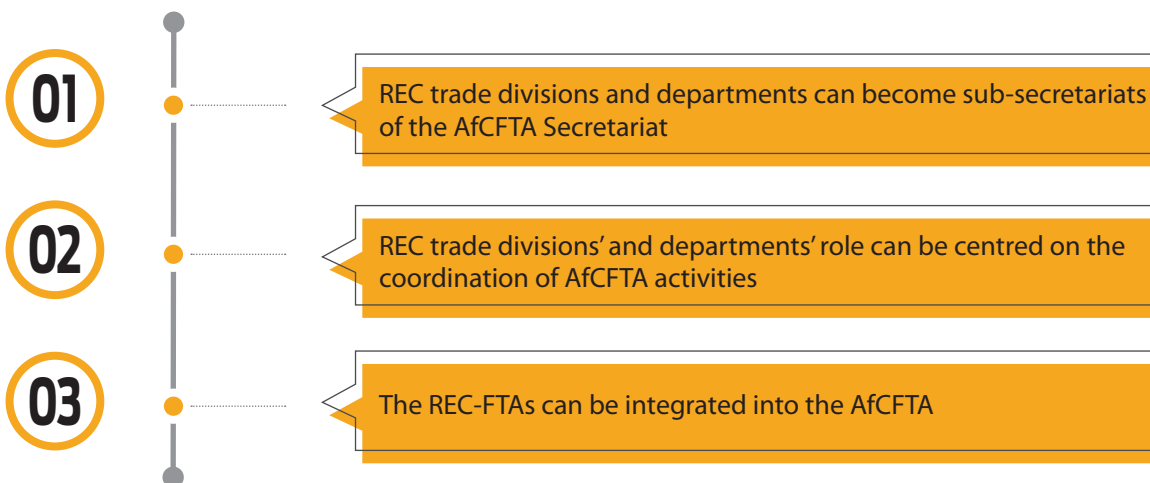 01
REC trade divisions and departments can become sub-secretariats
of the AfCFTA Secretariat
02
REC trade divisions’ and departments’ role can be centred on the
coordination of AfCFTA activities
03
The REC-FTAs can be integrated into the AfCFTA